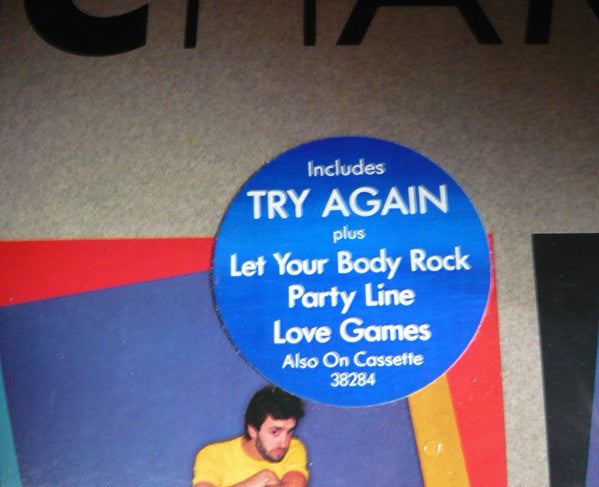 Includes
TRY AGAIN
plus
Let Your Body Rock
Party Line
Love Games
Also On Cassette
38284